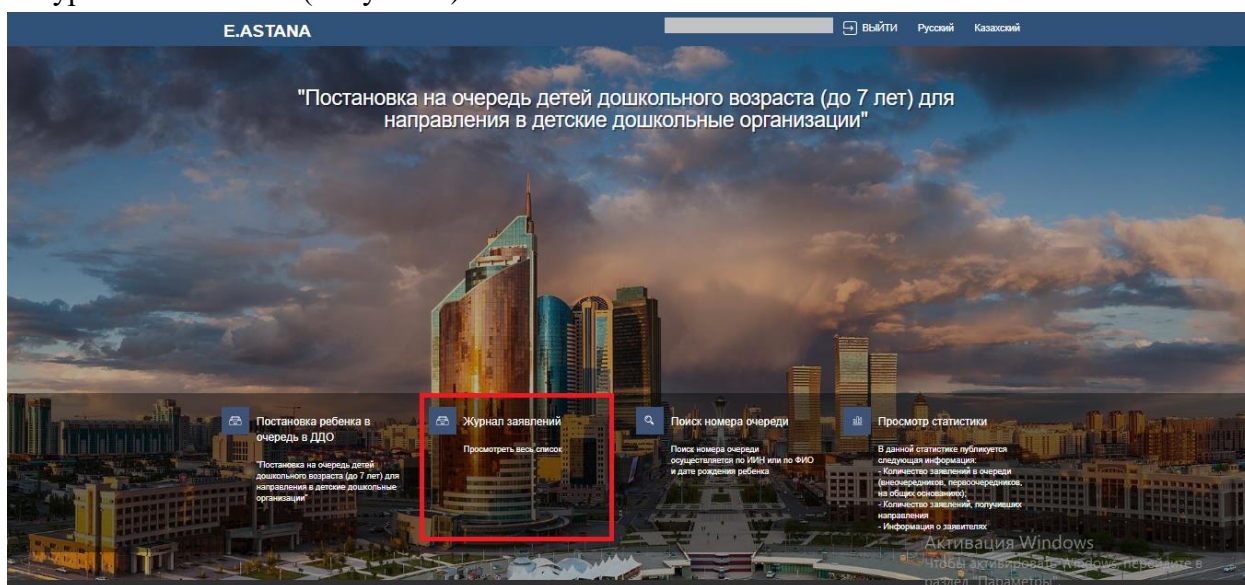 E.ASTANA
ВЫЙТИ
Русский
Казахский
"Постановка на очередь детей дошкольного возраста (до 7 лет) для
направления в детские дошкольные организации"
Постановка ребенка в
очередь в ДДО
"Постановка на очередь детей
дошкольного возраста (до 7 лет) для
направления в детские дошкольные
организации"
Журнал заявлений
Просмотреть весь список
Поиск номера очереди
Поиск номера очереди
осуществляется по ИИН или по ФИО
и дате рождения ребенка
Просмотр статистики
В данной статистике публикуется
следующая информация:
- Количество заявлений в очереди
(внеочередников, первоочередников,
на общих основаниях);
- Количество заявлений, получивших
направления
- Информация о заявителях
Активация Windows
Чтобы активировать Windows, перейдите в
раздел "Параметры".